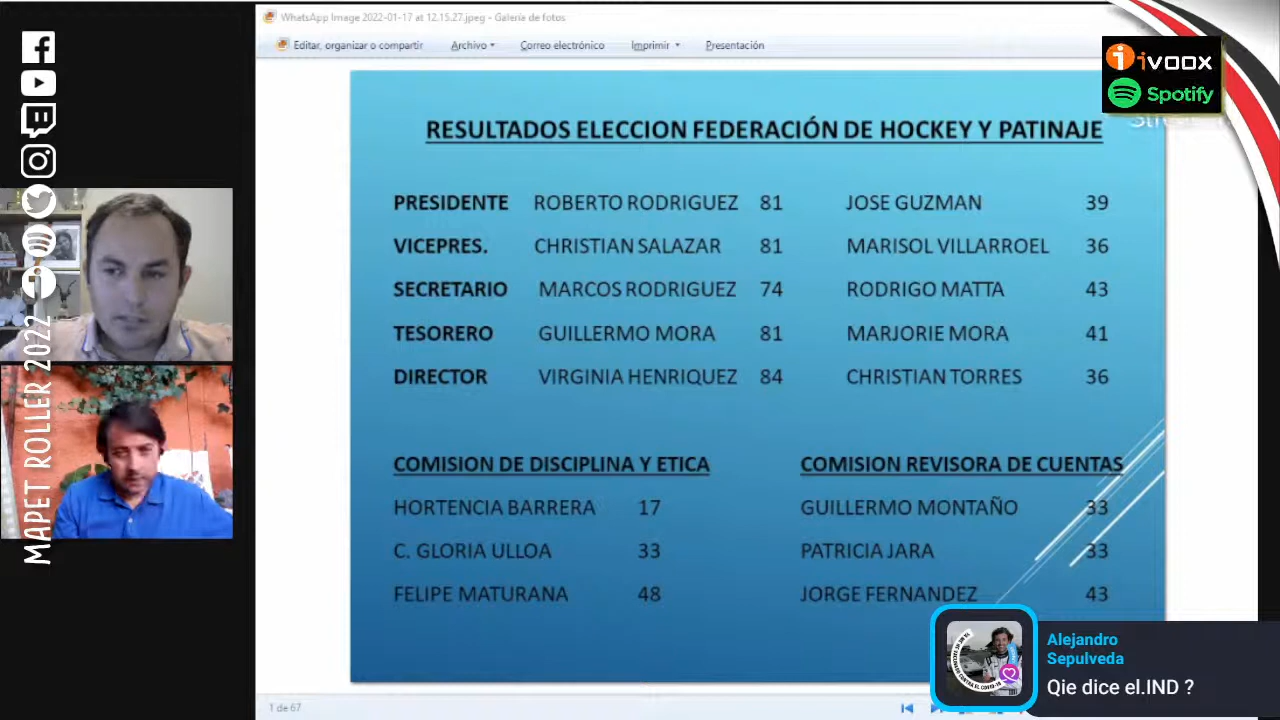 WhatsApp Image 2022-01-17 at 12.15.27.jpeg - Galería de fotos
Editar, organizar o compartir Archivo Correo electrónico Imprimir Presentación
ivoox
Spotify
RESULTADOS ELECCION FEDERACIÓN DE HOCKEY Y PATINAJE
PRESIDENTE ROBERTO RODRIGUEZ 81 JOSE GUZMAN 39
VICEPRES. CHRISTIAN SALAZAR 81 MARISOL VILLARROEL 36
SECRETARIO MARCOS RODRIGUEZ 74 RODRIGO MATTA 43
TESORERO GUILLERMO MORA 81 MARJORIE MORA 41
DIRECTOR VIRGINIA HENRIQUEZ 84 CHRISTIAN TORRES 36
COMISION DE DISCIPLINA Y ETICA COMISION REVISORA DE CUENTAS
HORTENCIA BARRERA 17 GUILLERMO MONTAÑO 33
C. GLORIA ULLOA 33 PATRICIA JARA 33
FELIPE MATURANA 48 JORGE FERNANDEZ 43
MAPET ROLLER 2022
Alejandro
Sepulveda
Qie dice el.IND ?
1 de 67